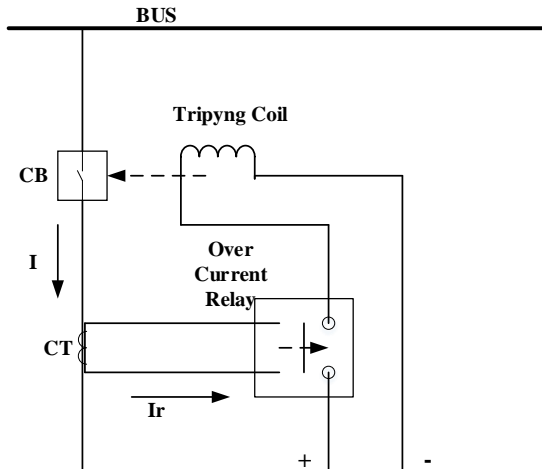 BUS
Tripyng Coil
CB
I
Over
Current
Relay
CT
Ir
+
-